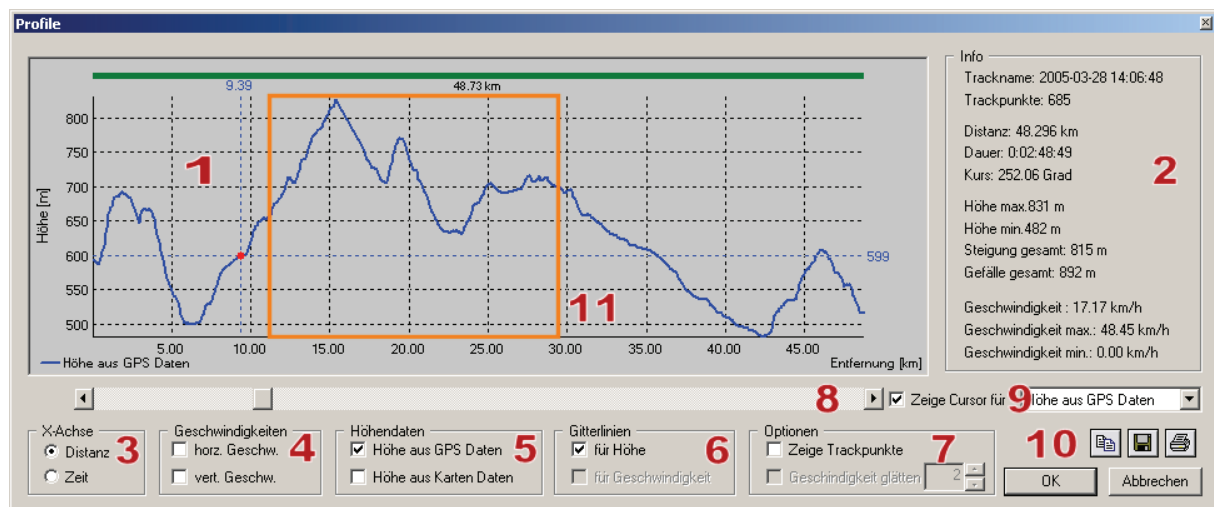 Profile
9.39
48.73 km
800
750
700
650
600
550
500
Höhe [m]
599
5.00 10.00 15.00 20.00 25.00 30.00 35.00 40.00 45.00
Höhe aus GPS Daten
Entfernung [km]
1
11
Info
Trackname: 2005-03-28 14:06:48
Trackpunkte: 685
Distanz: 48.296 km
Dauer: 0:02:48:49
Kurs: 252.06 Grad
2
Höhe max.831 m
Höhe min.482 m
Steigung gesamt: 815 m
Gefälle gesamt: 892 m
Geschwindigkeit : 17.17 km/h
Geschwindigkeit max.: 48.45 km/h
Geschwindigkeit min.: 0.00 km/h
8
Zeige Cursor für
9
Höhe aus GPS Daten
X-Achse
Distanz
Zeit
3
Geschwindigkeiten
horz. Geschw.
vert. Geschw.
4
Höhendaten
Höhe aus GPS Daten
Höhe aus Karten Daten
5
Gitterlinien
für Höhe
für Geschwindigkeit
6
Optionen
Zeige Trackpunkte
Geschindigkeit glätten
2
7
10
OK
Abbrechen